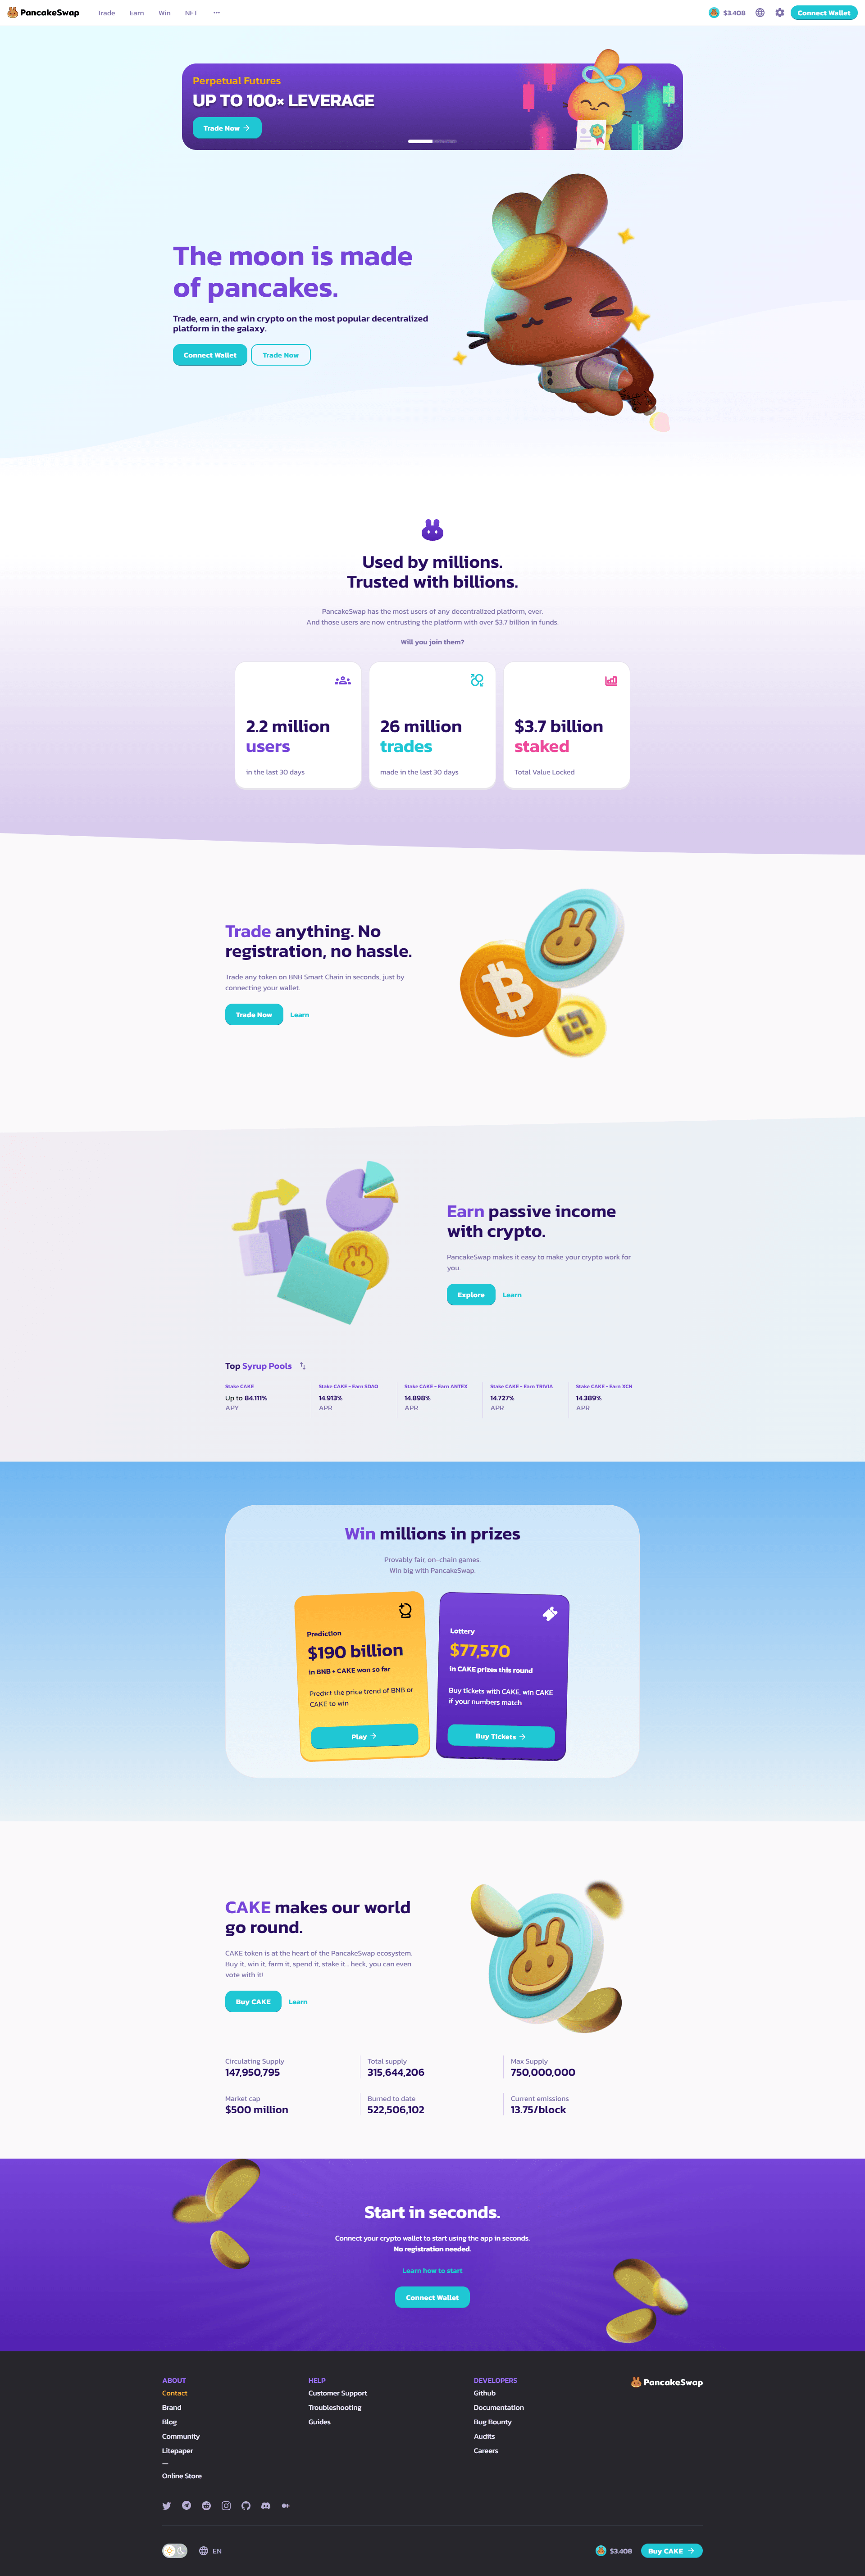 PancakeSwap
Trade
Earn
Win
NFT
$3.408
Connect Wallet
Perpetual Futures
UP TO 100× LEVERAGE
Trade Now
The moon is made
of pancakes.
Trade, earn, and win crypto on the most popular decentralized
platform in the galaxy.
Connect Wallet
Trade Now
Used by millions.
Trusted with billions.
PancakeSwap has the most users of any decentralized platform, ever.
And those users are now entrusting the platform with over $3.7 billion in funds.
Will you join them?
2.2 million
users
in the last 30 days
26 million
trades
made in the last 30 days
$3.7 billion
staked
Total Value Locked
Trade anything. No
registration, no hassle.
Trade any token on BNB Smart Chain in seconds, just by
connecting your wallet.
Trade Now
Learn
Earn passive income
with crypto.
PancakeSwap makes it easy to make your crypto work for
you.
Explore
Learn
Top Syrup Pools
Stake CAKE
Up to 84.111%
APY
Stake CAKE - Earn SDAO
14.913%
APR
Stake CAKE - Earn ANTEX
14.898%
APR
Stake CAKE - Earn TRIVIA
14.727%
APR
Stake CAKE - Earn XCN
14.389%
APR
Win millions in prizes
Provably fair, on-chain games.
Win big with PancakeSwap.
Prediction
$190 billion
in BNB + CAKE won so far
Predict the price trend of BNB or
CAKE to win
Play
Lottery
$77,570
in CAKE prizes this round
Buy tickets with CAKE, win CAKE
if your numbers match
Buy Tickets
CAKE makes our world
go round.
CAKE token is at the heart of the PancakeSwap ecosystem.
Buy it, win it, farm it, spend it, stake it... heck, you can even
vote with it!
Buy CAKE
Learn
Circulating Supply
147,950,795
Total supply
315,644,206
Max Supply
750,000,000
Market cap
$500 million
Burned to date
522,506,102
Current emissions
13.75/block
Start in seconds.
Connect your crypto wallet to start using the app in seconds.
No registration needed.
Learn how to start
Connect Wallet
ABOUT
Contact
Brand
Blog
Community
Litepaper
—
Online Store
HELP
Customer Support
Troubleshooting
Guides
DEVELOPERS
Github
Documentation
Bug Bounty
Audits
Careers
PancakeSwap
EN
$3.408
Buy CAKE